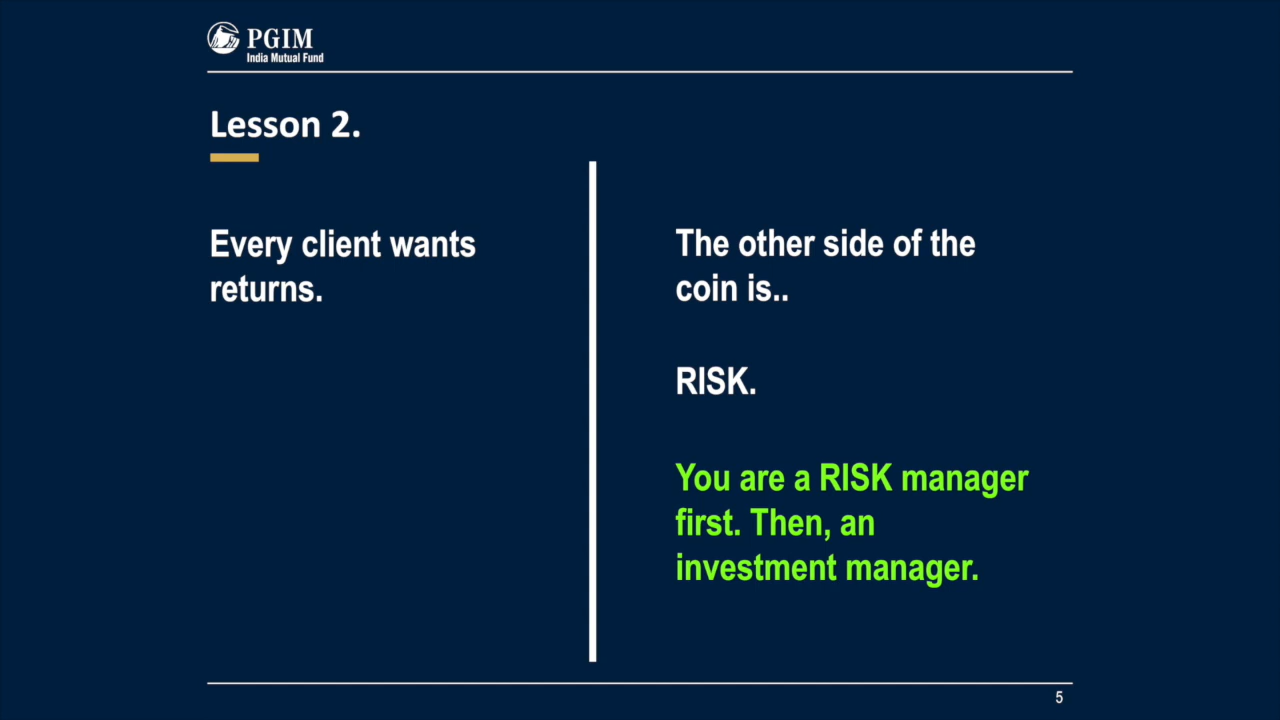 PGIM
India Mutual Fund
Lesson 2.
Every client wants
returns.
The other side of the
coin is..
RISK.
You are a RISK manager
first. Then, an
investment manager.
5